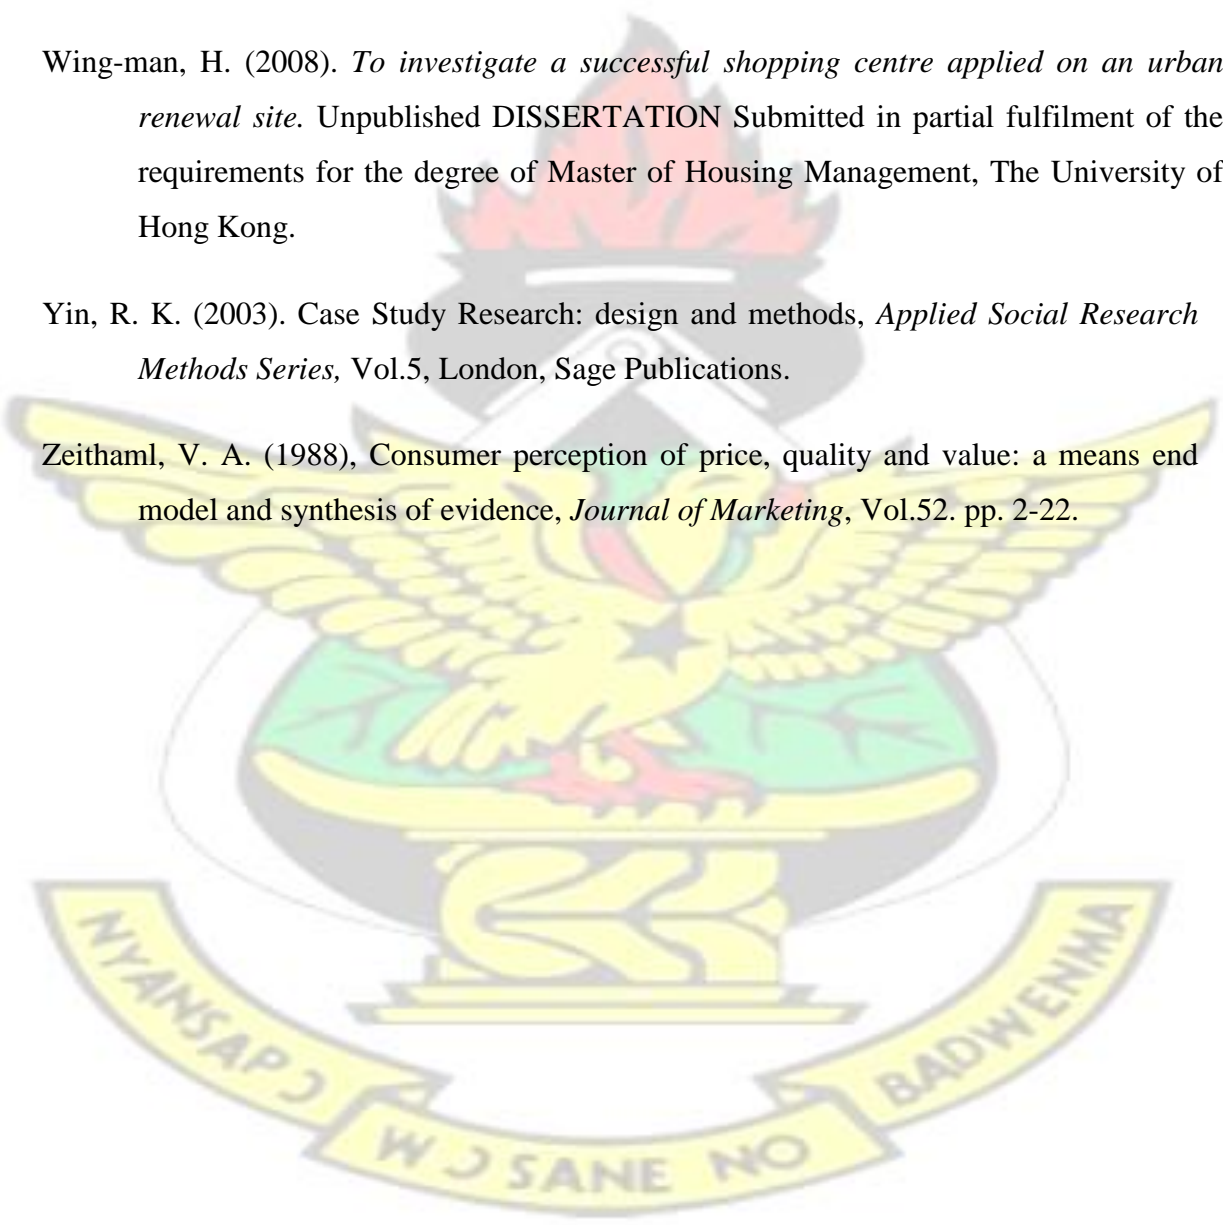 Wing-man, H. (2008). To investigate a successful shopping centre applied on an urban
renewal site. Unpublished DISSERTATION Submitted in partial fulfilment of the
requirements for the degree of Master of Housing Management, The University of
Hong Kong.
Yin, R. K. (2003). Case Study Research: design and methods, Applied Social Research
Methods Series, Vol.5, London, Sage Publications.
Zeithaml, V. A. (1988), Consumer perception of price, quality and value: a means end
model and synthesis of evidence, Journal of Marketing, Vol.52. pp. 2-22.
NYANSAPƆ
WƆSANE NO
BADWENMA